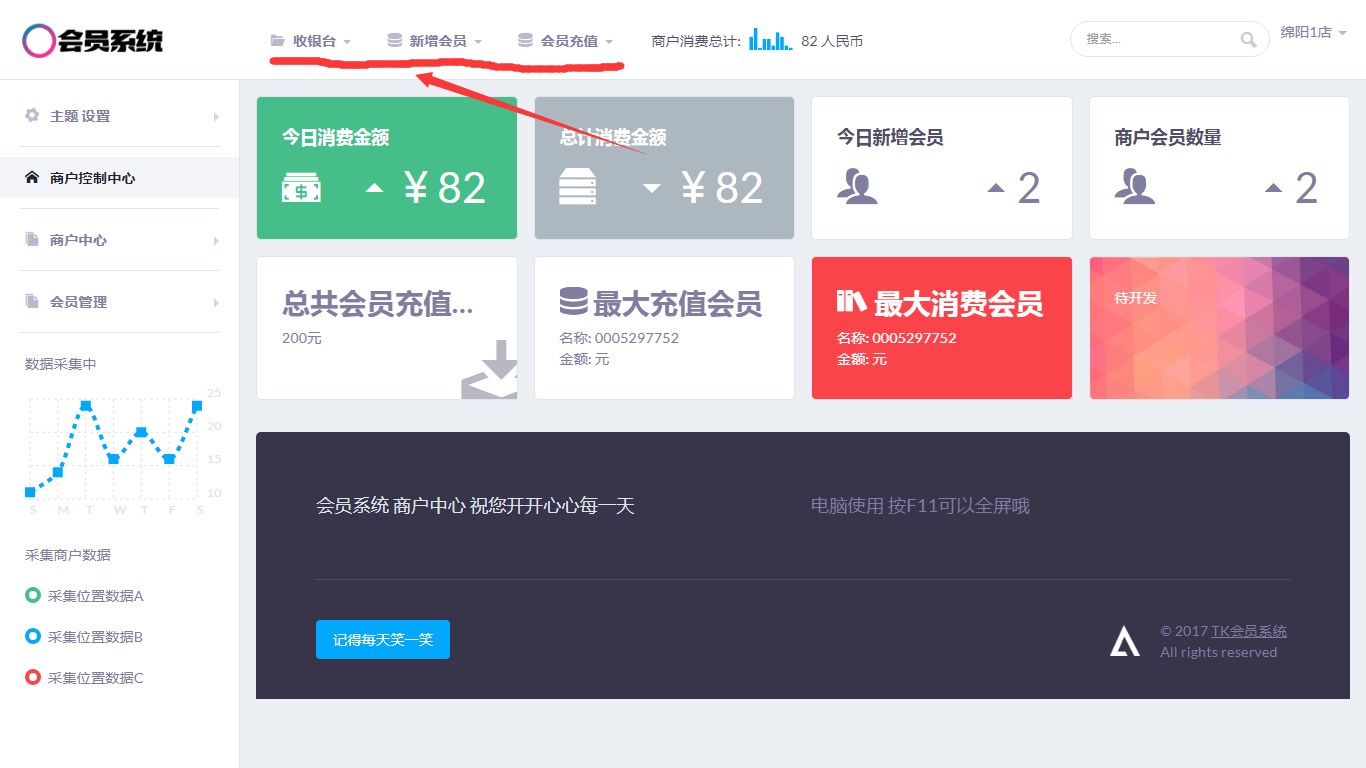 会员系统
收银台
新增会员
会员充值
商户消费总计:
82 人民币
搜索...
绵阳1店
主题 设置
商户控制中心
商户中心
会员管理
数据采集中
25
20
15
10
S M T W T F S
采集商户数据
采集位置数据A
采集位置数据B
采集位置数据C
今日消费金额
¥ 82
总计消费金额
¥ 82
今日新增会员
2
商户会员数量
2
总共会员充值...
200元
最大充值会员
名称: 0005297752
金额: 元
最大消费会员
名称: 0005297752
金额: 元
待开发
会员系统 商户中心 祝您开开心心每一天
电脑使用 按F11可以全屏哦
记得每天笑一笑
© 2017 TK会员系统
All rights reserved